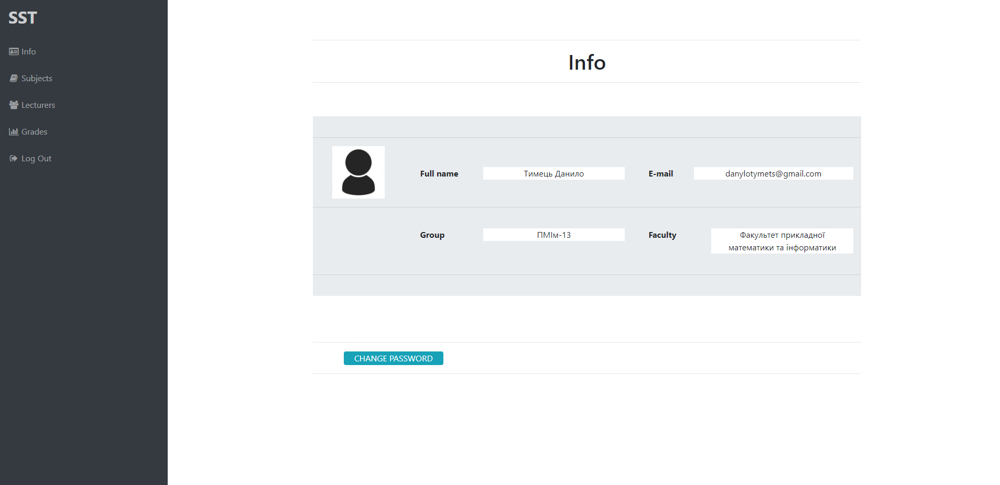 SST
Info
Subjects
Lecturers
Grades
Log Out
Info
Full name
Тимець Данило
E-mail
danylotymets@gmail.com
Group
ПМІм-13
Faculty
Факультет прикладної
математики та інформатики
CHANGE PASSWORD